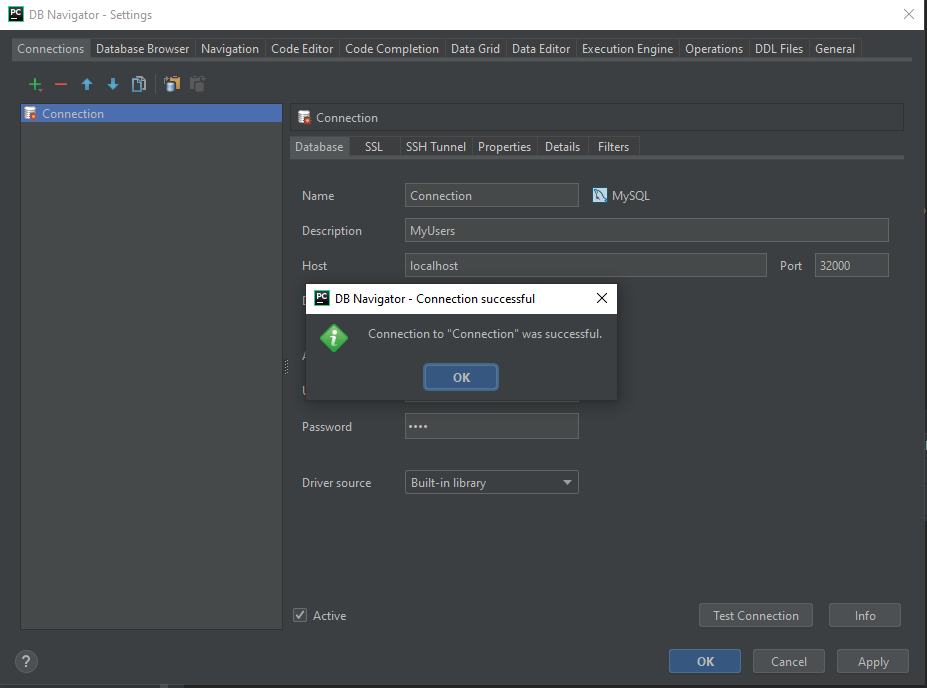 PC DB Navigator - Settings
Connections Database Browser Navigation Code Editor Code Completion Data Grid Data Editor Execution Engine Operations DDL Files General
Connection
Connection
Database SSL SSH Tunnel Properties Details Filters
Name Connection MySQL
Description MyUsers
Host localhost Port 32000
PC DB Navigator - Connection successful
Connection to "Connection" was successful.
OK
Password ••••
Driver source Built-in library
Active Test Connection Info
? OK Cancel Apply